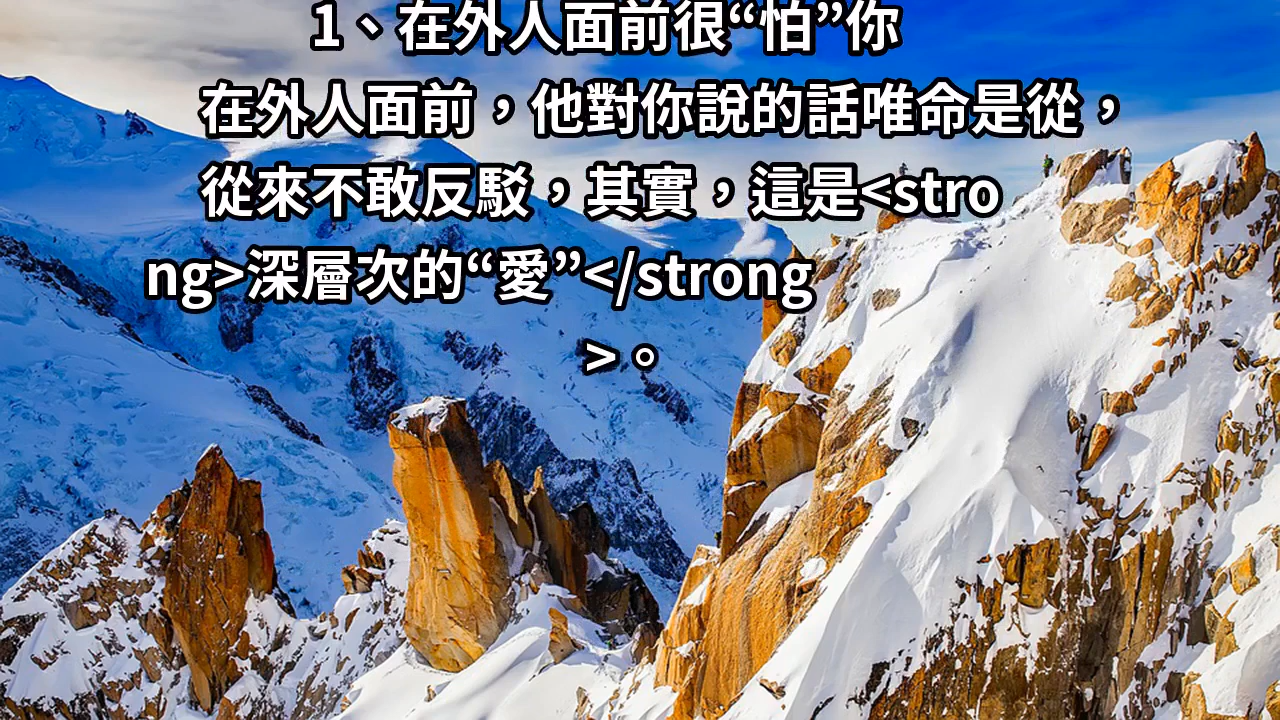 1、在外人面前很“怕”你
在外人面前，他對你說的話唯命是從，
從來不敢反駁，其實，這是<stro
ng>深層次的“愛”</strong
>。